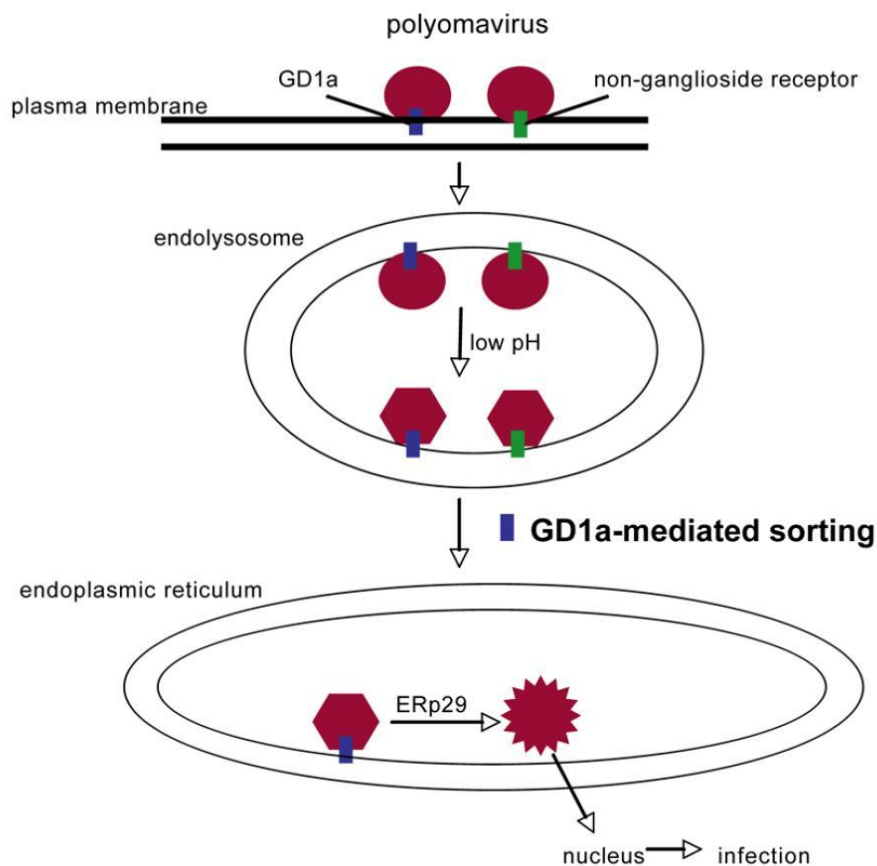 polyomavirus
GD1a
non-ganglioside receptor
plasma membrane
endolysosome
low pH
GD1a-mediated sorting
endoplasmic reticulum
ERp29
nucleus
infection